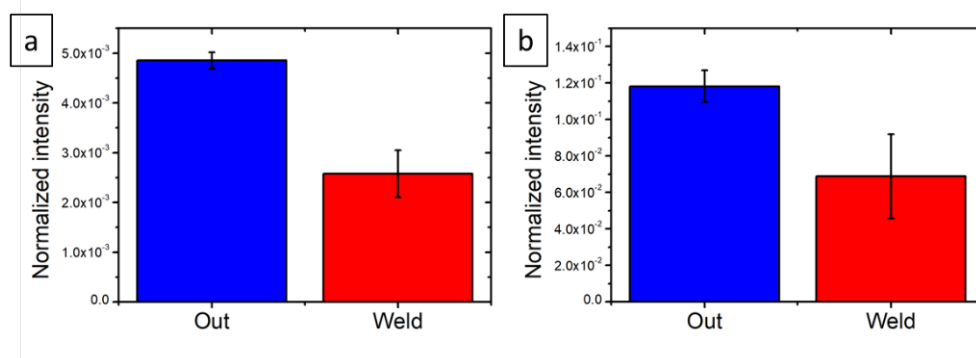 a
Normalized intensity
5.0x10⁻³
4.0x10⁻³
3.0x10⁻³
2.0x10⁻³
1.0x10⁻³
0.0
Out Weld
b
Normalized intensity
1.4x10⁻¹
1.2x10⁻¹
1.0x10⁻¹
8.0x10⁻²
6.0x10⁻²
4.0x10⁻²
2.0x10⁻²
0.0
Out Weld